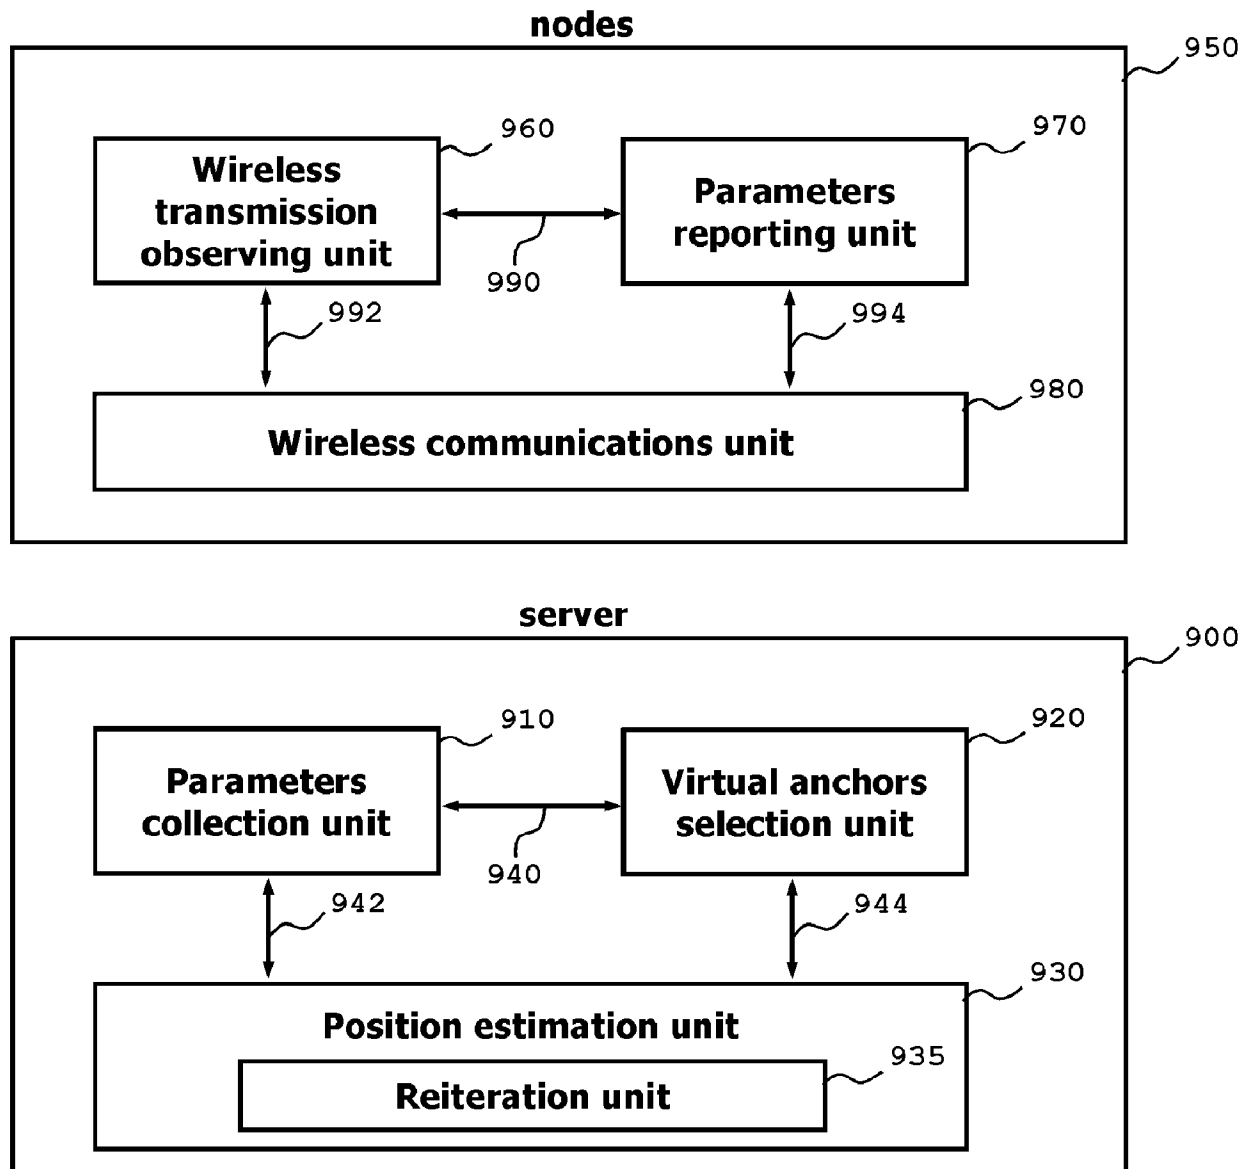 nodes
950
960
970
Wireless
transmission
observing unit
Parameters
reporting unit
990
992
994
980
Wireless communications unit
server
900
910
920
Parameters
collection unit
Virtual anchors
selection unit
940
942
944
930
Position estimation unit
935
Reiteration unit